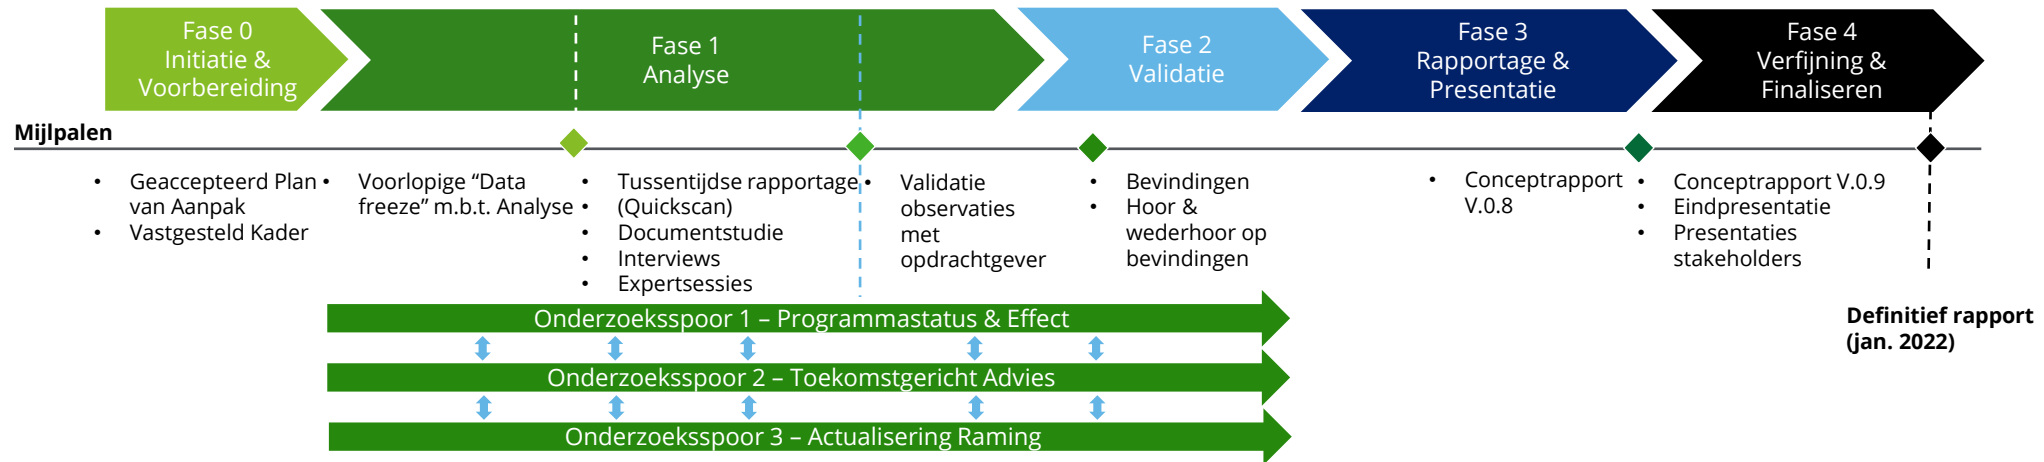 Fase 0
Initiatie &
Voorbereiding
Fase 1
Analyse
Fase 2
Validatie
Fase 3
Rapportage &
Presentatie
Fase 4
Verfijning &
Finaliseren
Mijlpalen
• Geaccepteerd Plan
van Aanpak
• Vastgesteld Kader
• Voorlopige “Data
freeze” m.b.t. Analyse
• Tussentijdse rapportage
• (Quickscan)
• Documentstudie
• Interviews
• Expertsessies
• Validatie
observaties
met
opdrachtgever
• Bevindingen
• Hoor &
wederhoor op
bevindingen
• Conceptrapport
V.0.8
• Conceptrapport V.0.9
• Eindpresentatie
• Presentaties
stakeholders
Onderzoeksspoor 1 – Programmastatus & Effect
Onderzoeksspoor 2 – Toekomstgericht Advies
Onderzoeksspoor 3 – Actualisering Raming
Definitief rapport
(jan. 2022)